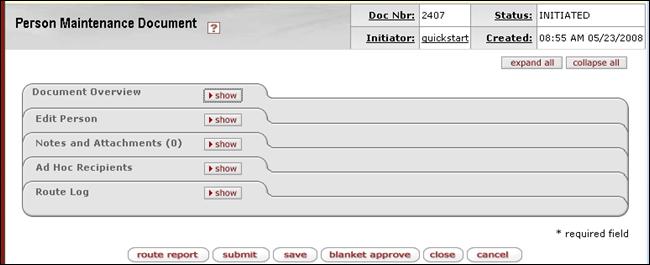 Person Maintenance Document ?
Doc Nbr: 2407 Status: INITIATED
Initiator: quickstart Created: 08:55 AM 05/23/2008
expand all collapse all
Document Overview show
Edit Person show
Notes and Attachments (0) show
Ad Hoc Recipients show
Route Log show
* required field
route report submit save blanket approve close cancel